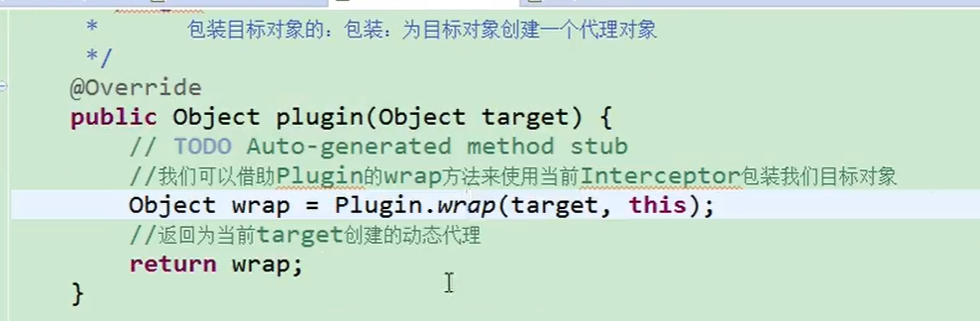 * 包装目标对象的：包装：为目标对象创建一个代理对象
*/
@Override
public Object plugin(Object target) {
// TODO Auto-generated method stub
//我们可以借助Plugin的wrap方法来使用当前Interceptor包装我们目标对象
Object wrap = Plugin.wrap(target, this);
//返回为当前target创建的动态代理
return wrap;
}